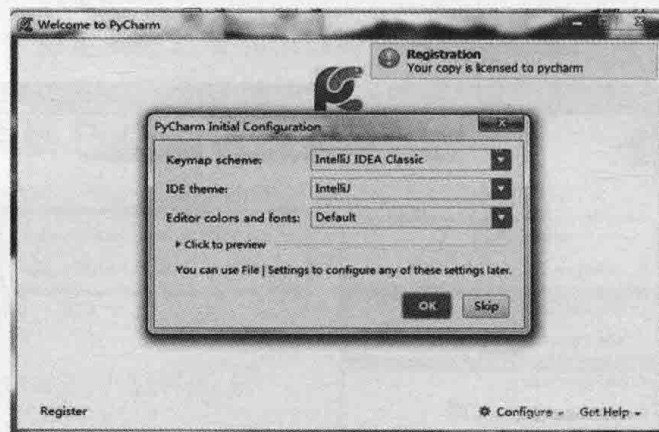 Welcome to PyCharm
Registration
Your copy is licensed to pycharm
PyCharm Initial Configuration
Keymap scheme: IntelliJ IDEA Classic
IDE theme: IntelliJ
Editor colors and fonts: Default
Click to preview
You can use File | Settings to configure any of these settings later.
OK Skip
Register Configure Get Help